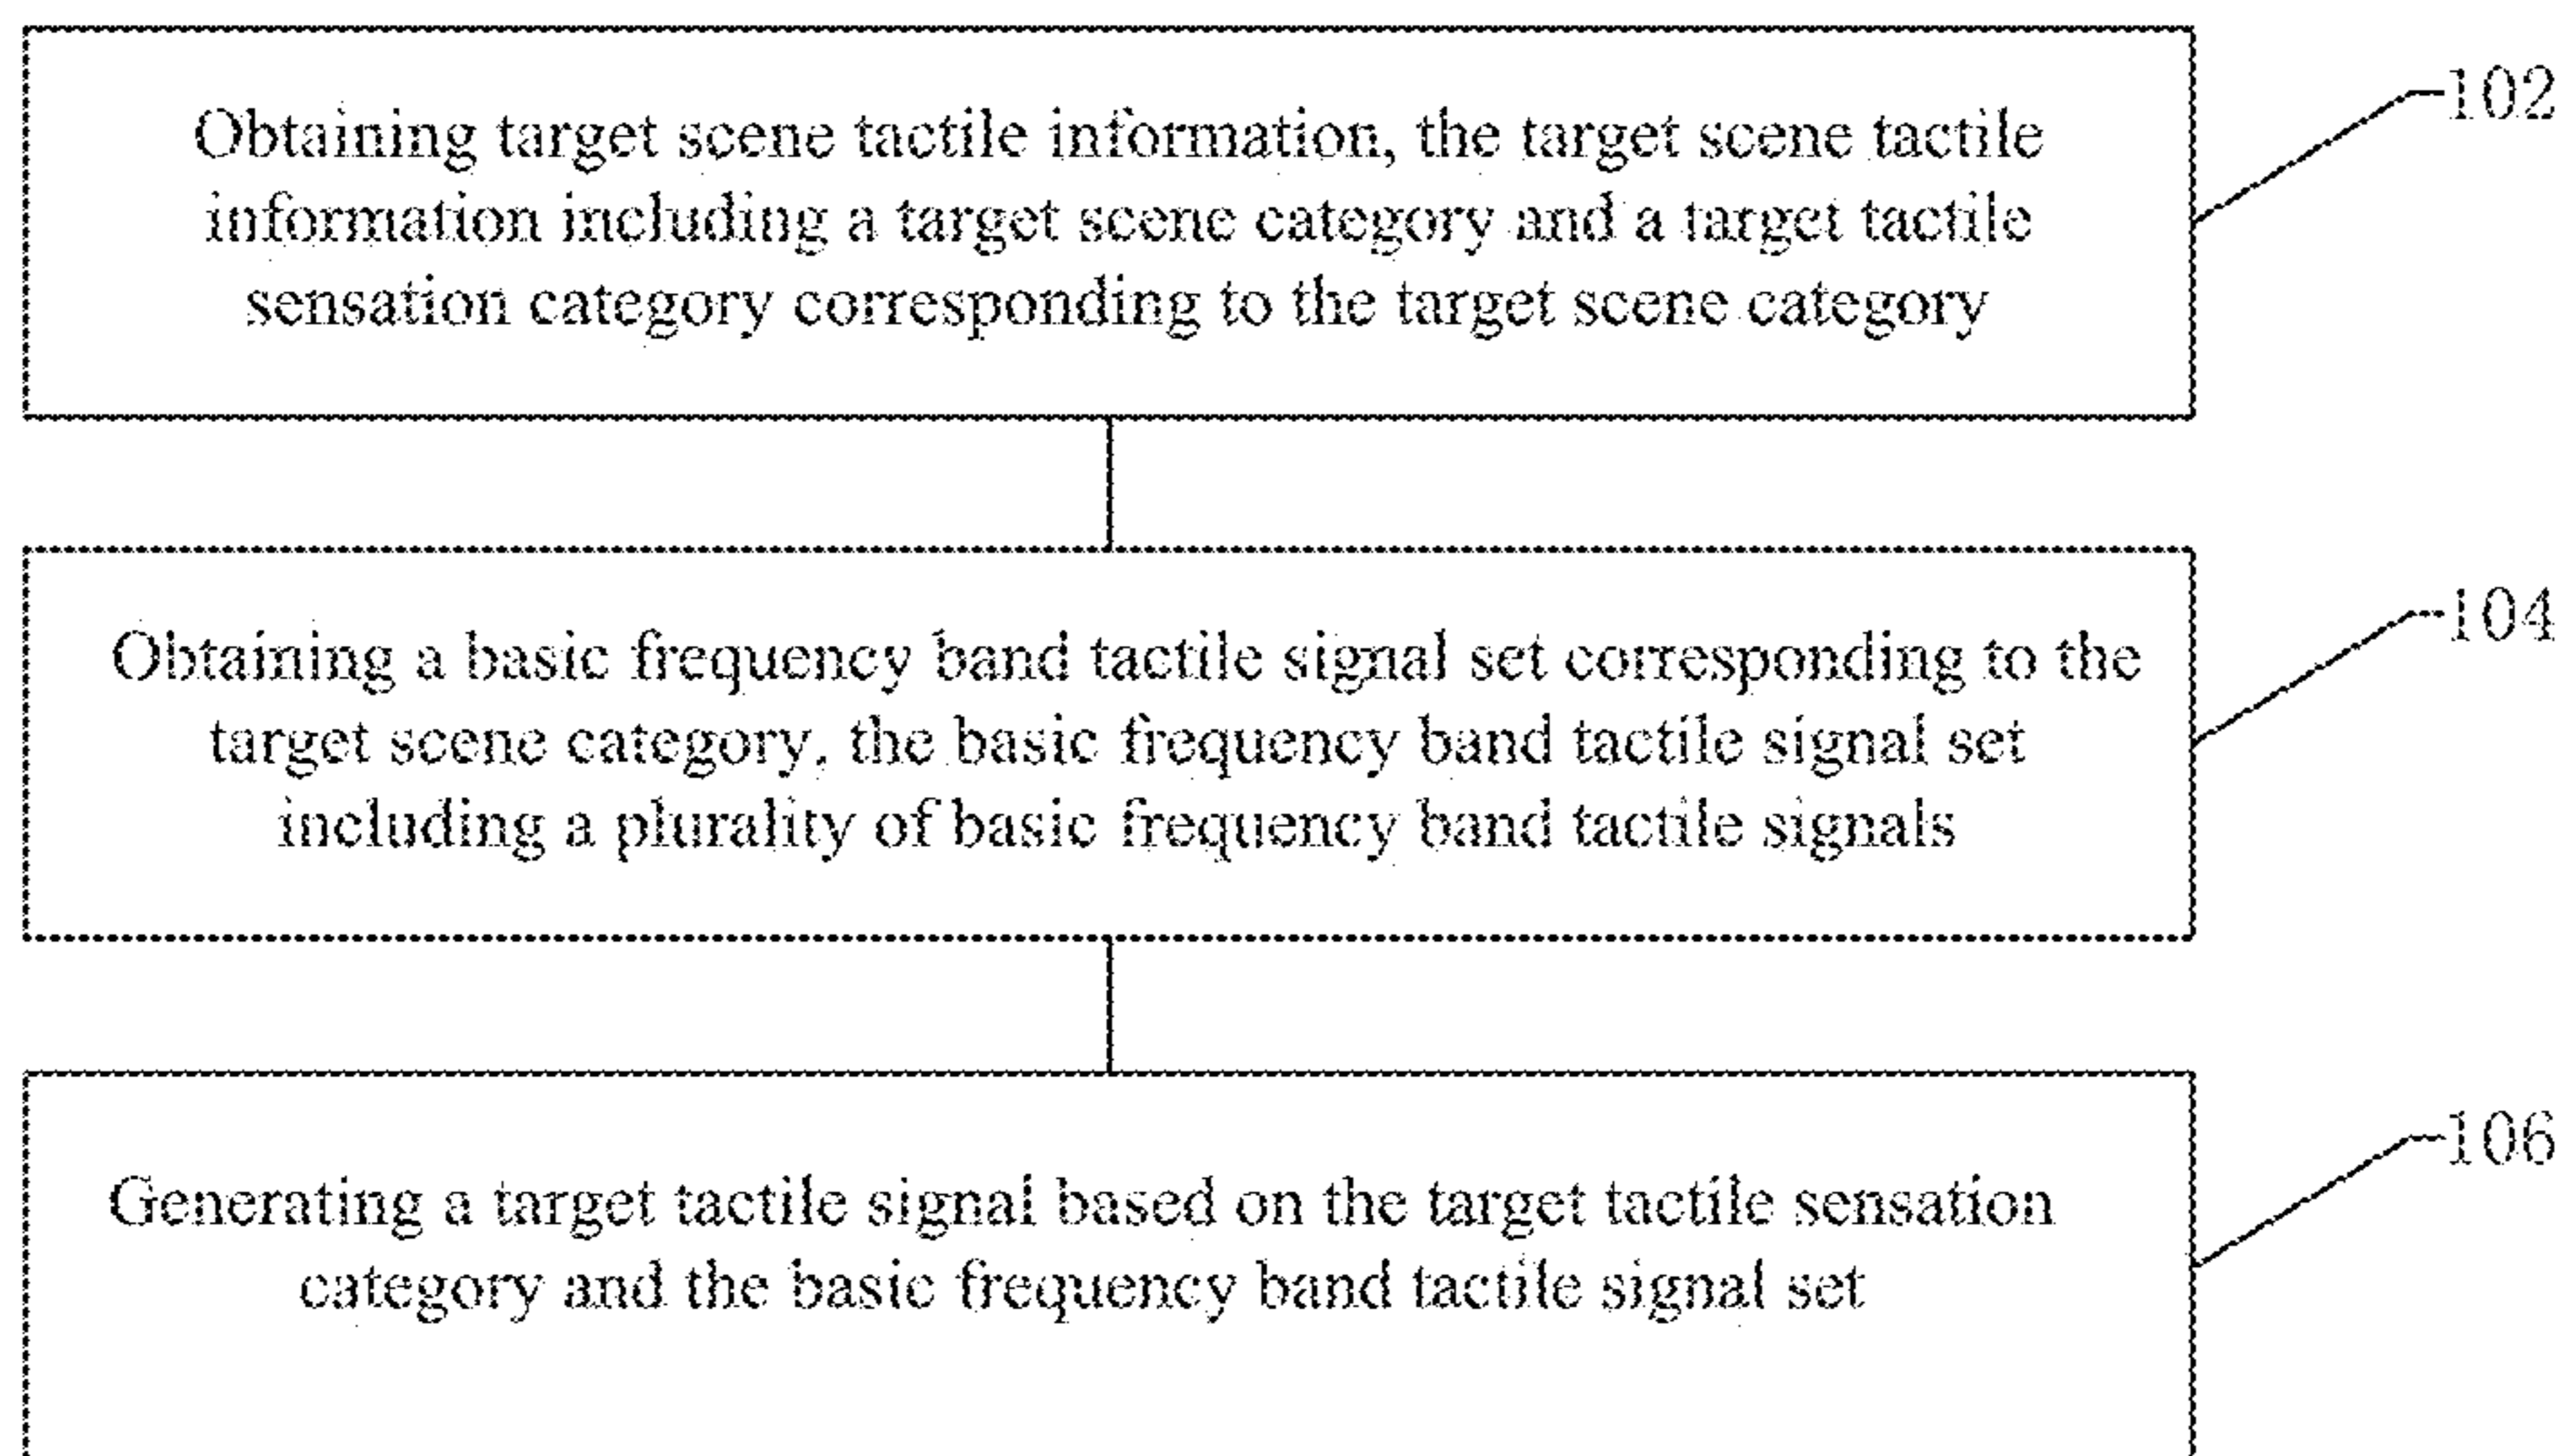 Obtaining target scene tactile information, the target scene tactile
information including a target scene category and a target tactile
sensation category corresponding to the target scene category
102
Obtaining a basic frequency band tactile signal set corresponding to the
target scene category, the basic frequency band tactile signal set
including a plurality of basic frequency band tactile signals
104
Generating a target tactile signal based on the target tactile sensation
category and the basic frequency band tactile signal set
106